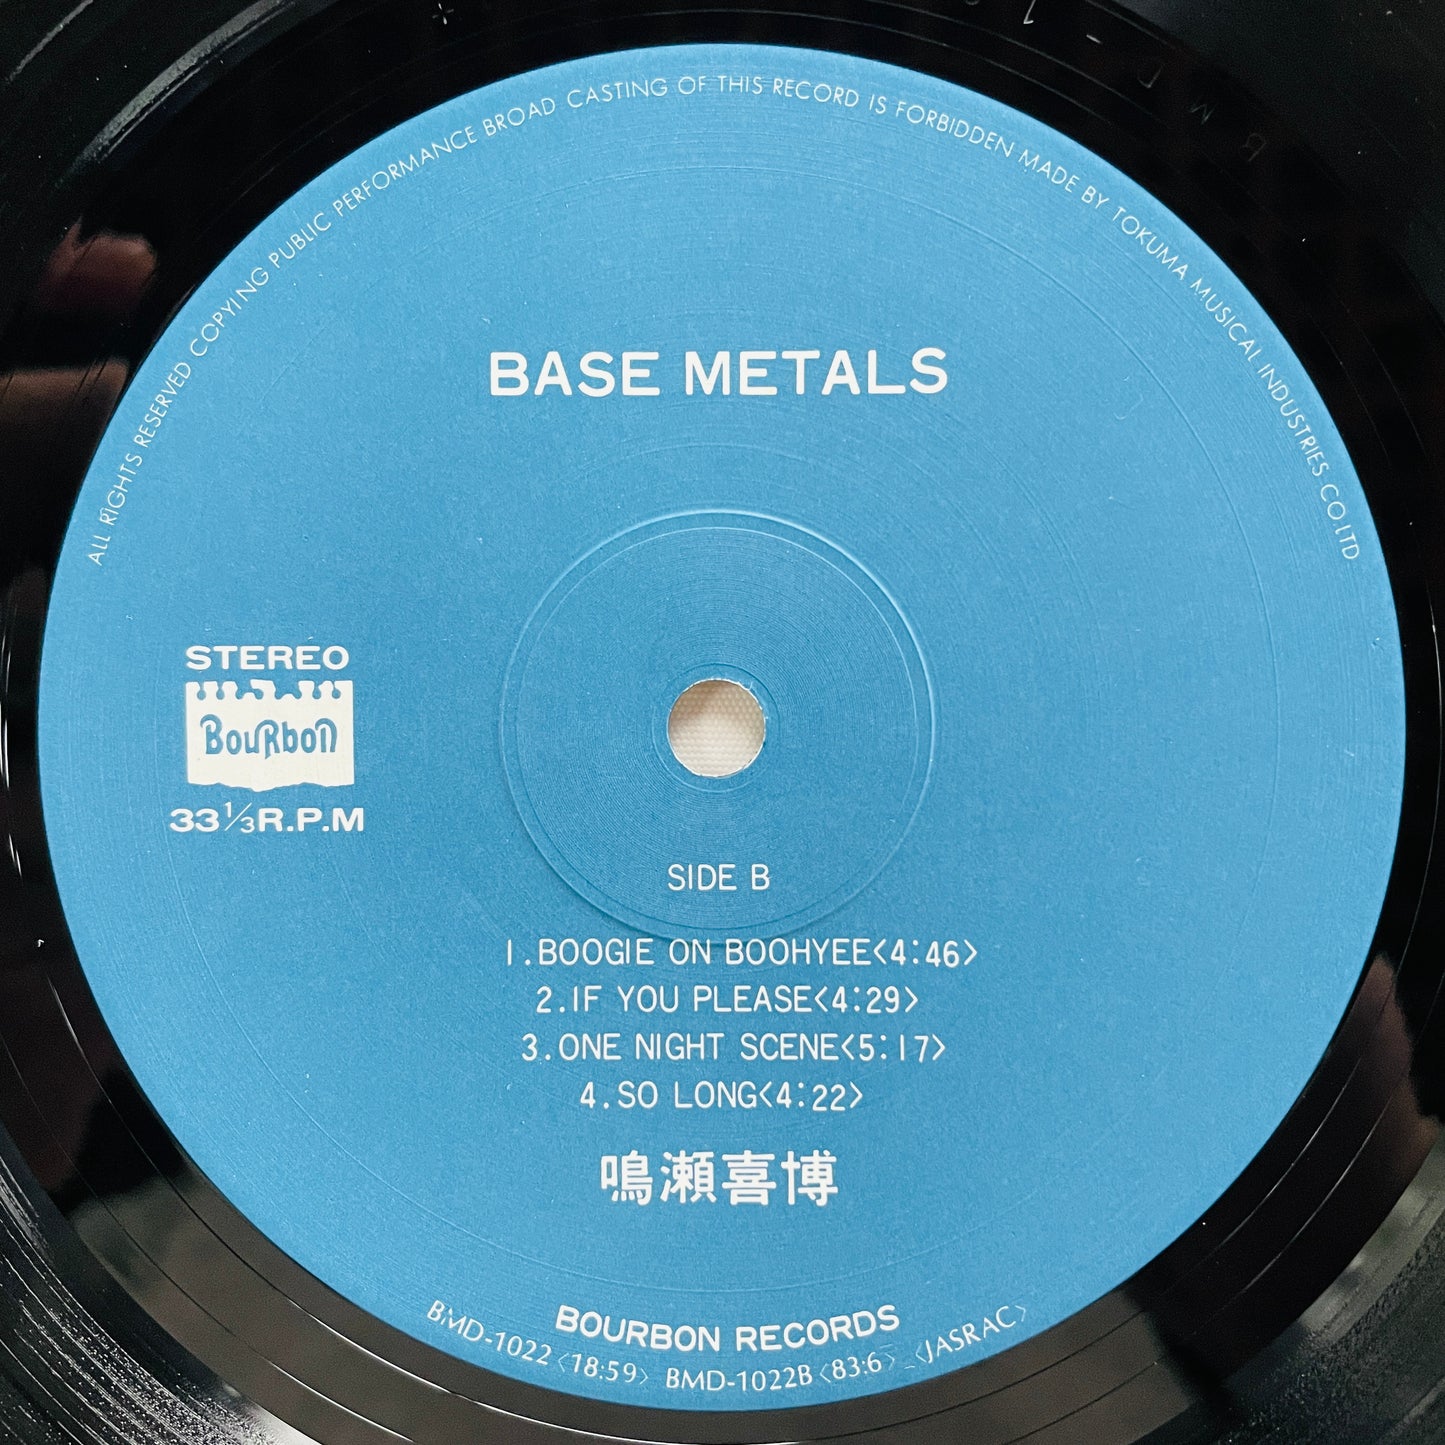 ALL RIGHTS RESERVED COPYING PUBLIC PERFORMANCE BROAD CASTING OF THIS RECORD IS FORBIDDEN MADE BY TOKUMA MUSICAL INDUSTRIES CO.LTD
BASE METALS
STEREO
BouRbon
33⅓R.P.M
SIDE B
1.BOOGIE ON BOOHYEE<4:46>
2.IF YOU PLEASE<4:29>
3.ONE NIGHT SCENE<5:17>
4.SO LONG<4:22>
鳴瀬喜博
BOURBON RECORDS
BMD-1022〈18:59〉 BMD-1022B〈83:6〉〈JASRAC〉